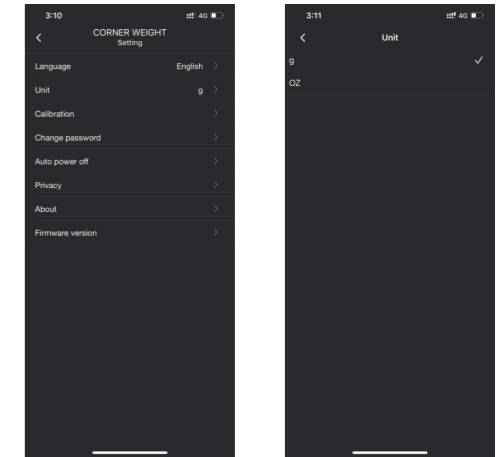 3:10
4G
CORNER WEIGHT
Setting
Language English
Unit g
Calibration
Change password
Auto power off
Privacy
About
Firmware version
3:11
4G
Unit
g
OZ